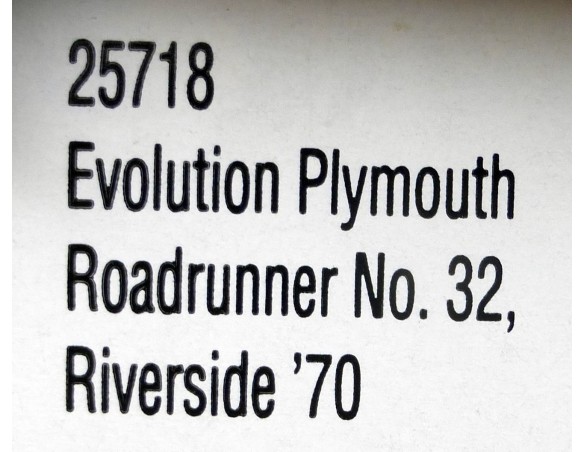 25718
Evolution Plymouth
Roadrunner No. 32,
Riverside '70